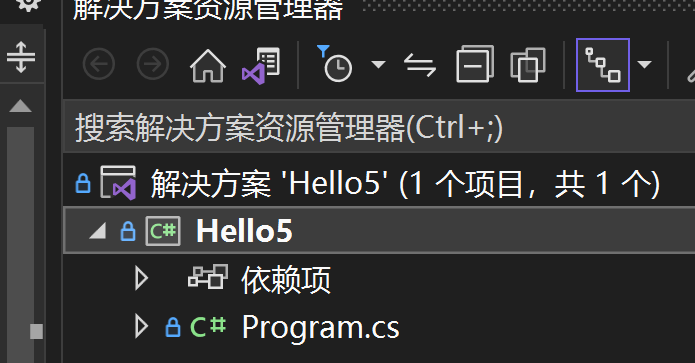 解决方案资源管理器
搜索解决方案资源管理器(Ctrl+;)
解决方案 'Hello5' (1 个项目，共 1 个)
C# Hello5
依赖项
C# Program.cs